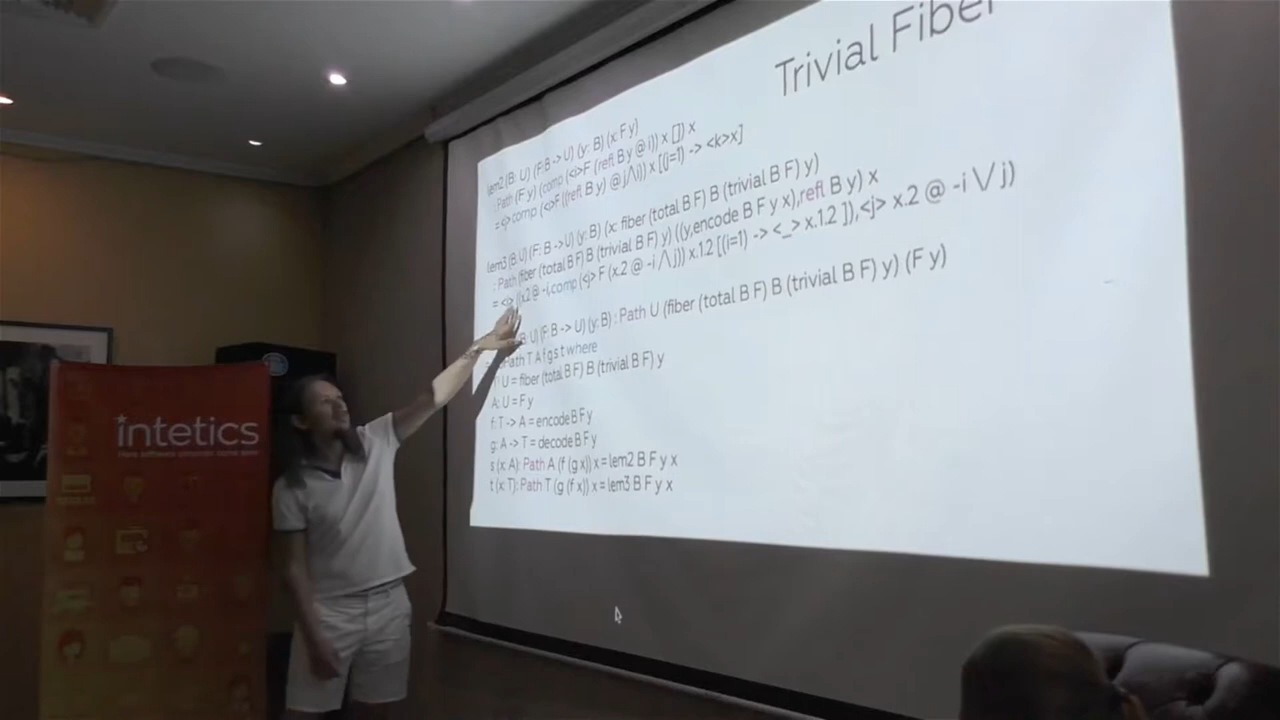 Trivial Fiber
lem2 (B: U) (F: B -> U) (y: B) (x: F y)
: Path (F y) (comp (<i>F (refl B y @ i)) x []) x
= <j> comp (<i>F ((refl B y) @ j/\i)) x [(j=1) -> <k>x]
lem3 (B: U) (F: B -> U) (y: B) (x: fiber (total B F) B (trivial B F) y)
: Path (fiber (total B F) B (trivial B F) y) ((y,encode B F y x),refl B y) x
= <i> ((x.2 @ -i,comp (<j> F (x.2 @ -i /\ j)) x.1.2 [(i=1) -> <_> x.1.2 ]),<j> x.2 @ -i \/ j)
B: U) (F: B -> U) (y: B) : Path U (fiber (total B F) B (trivial B F) y) (F y)
Path T A f g s t where
T: U = fiber (total B F) B (trivial B F) y
A: U = F y
f: T -> A = encode B F y
g: A -> T = decode B F y
s (x: A): Path A (f (g x)) x = lem2 B F y x
t (x: T): Path T (g (f x)) x = lem3 B F y x
intetics